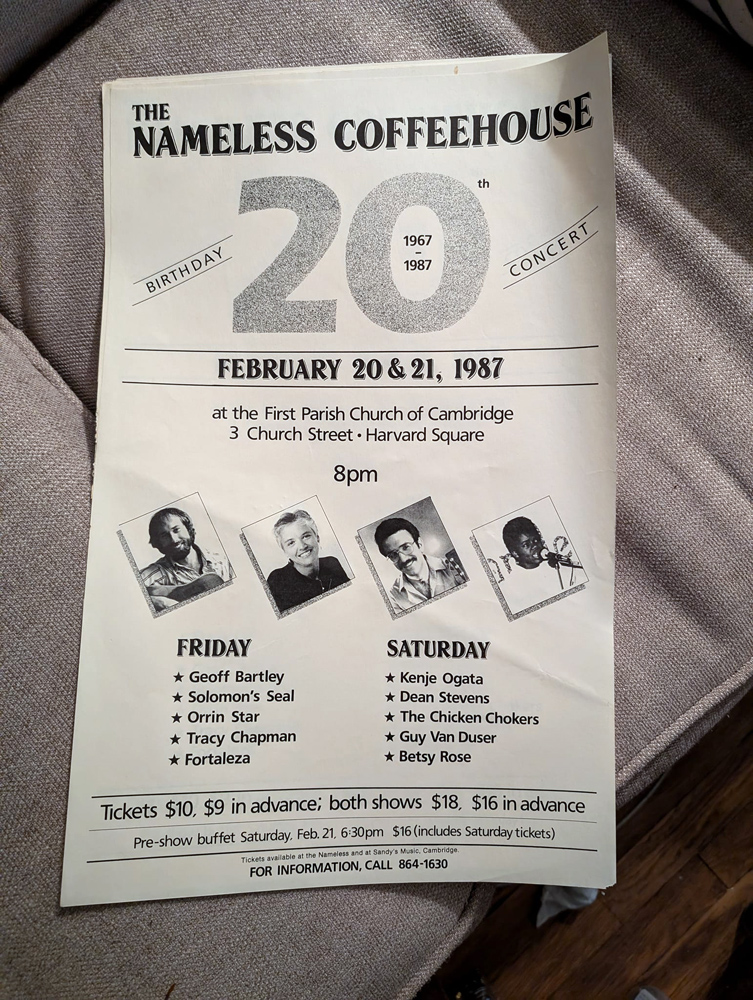 THE
NAMELESS COFFEEHOUSE
20th
1967
–
1987
BIRTHDAY
CONCERT
FEBRUARY 20 & 21, 1987
at the First Parish Church of Cambridge
3 Church Street • Harvard Square
8pm
FRIDAY
★ Geoff Bartley
★ Solomon's Seal
★ Orrin Star
★ Tracy Chapman
★ Fortaleza
SATURDAY
★ Kenje Ogata
★ Dean Stevens
★ The Chicken Chokers
★ Guy Van Duser
★ Betsy Rose
Tickets $10, $9 in advance; both shows $18, $16 in advance
Pre-show buffet Saturday, Feb. 21, 6:30pm $16 (includes Saturday tickets)
Tickets available at the Nameless and at Sandy's Music, Cambridge.
FOR INFORMATION, CALL 864-1630